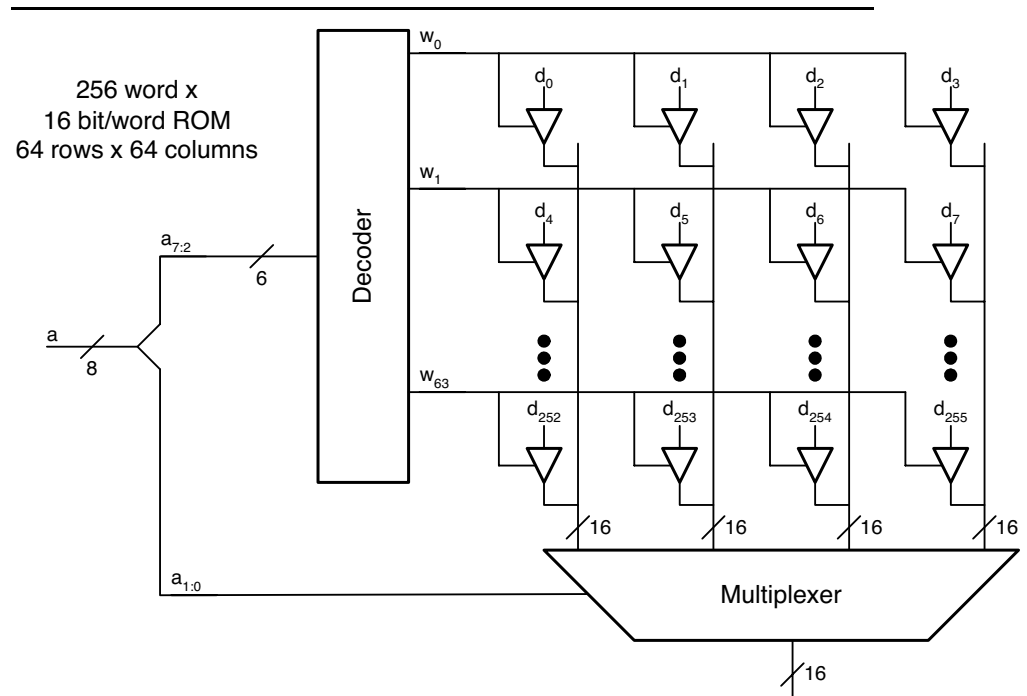 256 word x
16 bit/word ROM
64 rows x 64 columns
Decoder
w0
d0 d1 d2 d3
w1
d4 d5 d6 d7
a7:2
6
a
8
w63
d252 d253 d254 d255
16 16 16 16
a1:0
Multiplexer
16